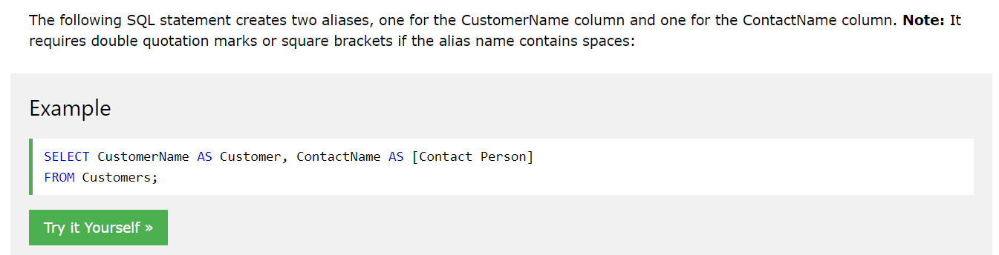 The following SQL statement creates two aliases, one for the CustomerName column and one for the ContactName column. Note: It
requires double quotation marks or square brackets if the alias name contains spaces:
Example
SELECT CustomerName AS Customer, ContactName AS [Contact Person]
FROM Customers;
Try it Yourself »